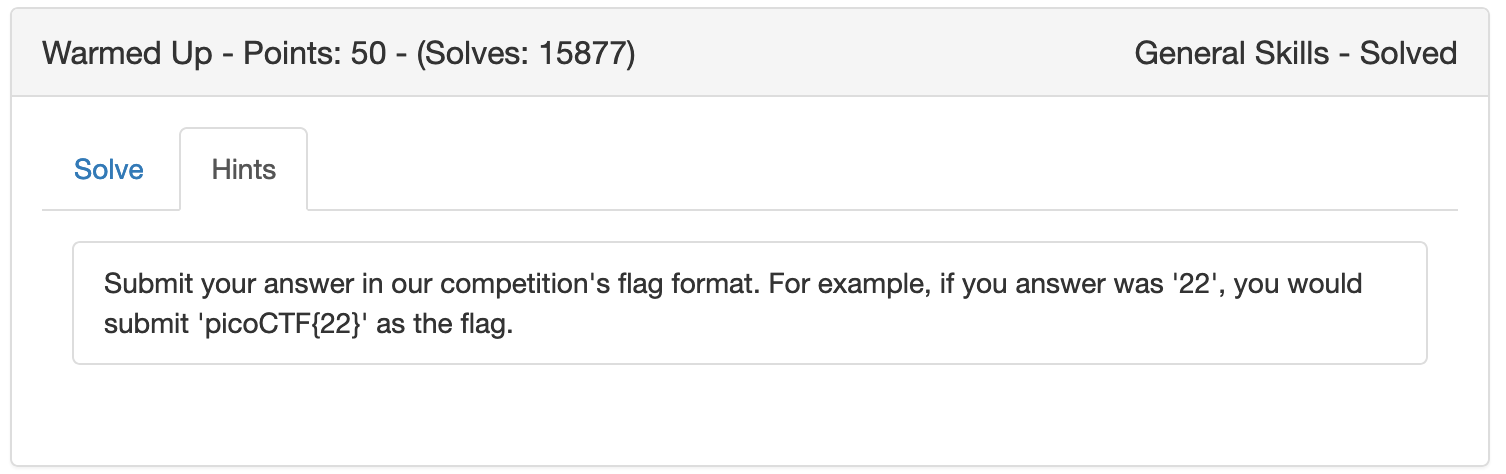 Warmed Up - Points: 50 - (Solves: 15877)
General Skills - Solved
Solve
Hints
Submit your answer in our competition's flag format. For example, if you answer was '22', you would
submit 'picoCTF{22}' as the flag.